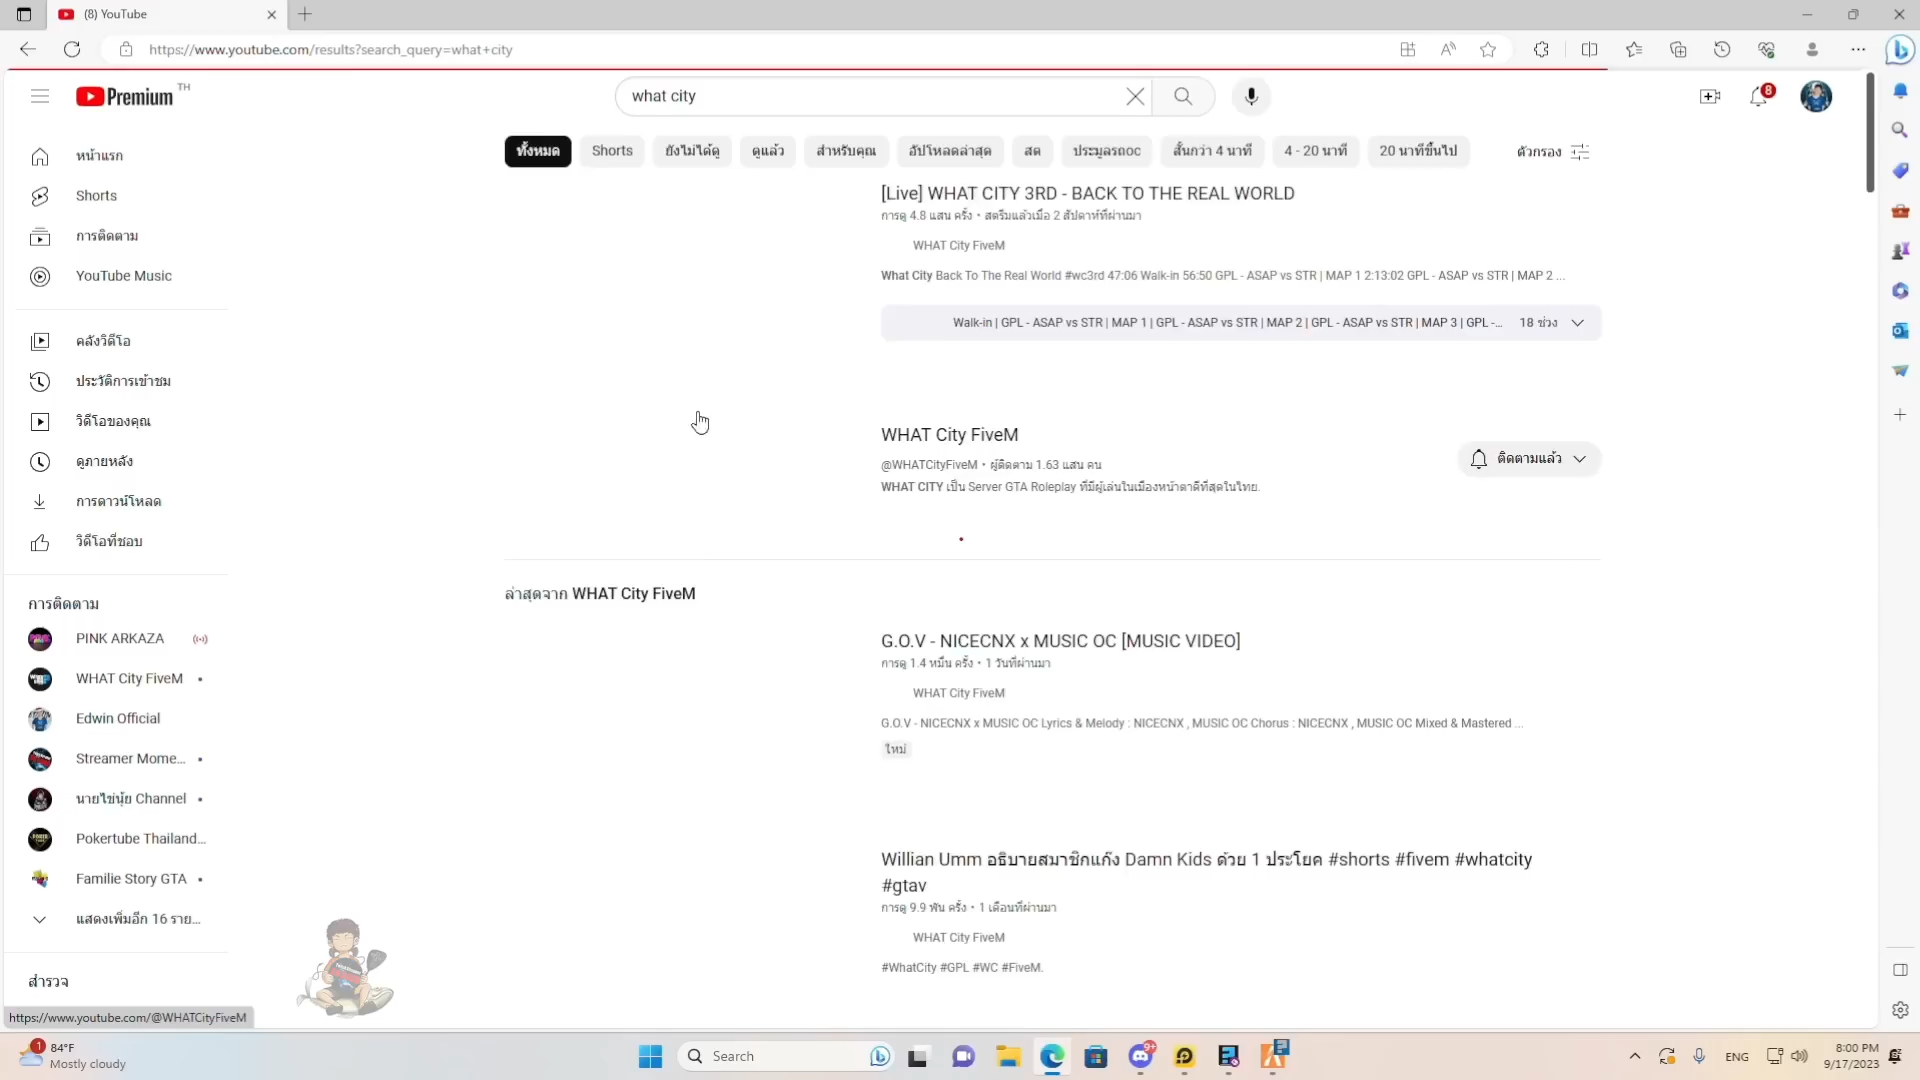 (8) YouTube
https://www.youtube.com/results?search_query=what+city
Premium TH
what city
8
ทั้งหมด Shorts ยังไม่ได้ดู ดูแล้ว สำหรับคุณ อัปโหลดล่าสุด สด ประมูลรถoc สั้นกว่า 4 นาที 4 - 20 นาที 20 นาทีขึ้นไป ตัวกรอง
หน้าแรก
Shorts
การติดตาม
YouTube Music
คลังวิดีโอ
ประวัติการเข้าชม
วิดีโอของคุณ
ดูภายหลัง
การดาวน์โหลด
วิดีโอที่ชอบ
การติดตาม
PINK ARKAZA
WHAT City FiveM
Edwin Official
Streamer Mome...
นายไข่นุ้ย Channel
Pokertube Thailand...
Familie Story GTA
แสดงเพิ่มอีก 16 ราย...
สำรวจ
https://www.youtube.com/@WHATCityFiveM
[Live] WHAT CITY 3RD - BACK TO THE REAL WORLD
การดู 4.8 แสน ครั้ง • สตรีมแล้วเมื่อ 2 สัปดาห์ที่ผ่านมา
WHAT City FiveM
What City Back To The Real World #wc3rd 47:06 Walk-in 56:50 GPL - ASAP vs STR | MAP 1 2:13:02 GPL - ASAP vs STR | MAP 2 ...
Walk-in | GPL - ASAP vs STR | MAP 1 | GPL - ASAP vs STR | MAP 2 | GPL - ASAP vs STR | MAP 3 | GPL -... 18 ช่วง
WHAT City FiveM
@WHATCityFiveM • ผู้ติดตาม 1.63 แสน คน
WHAT CITY เป็น Server GTA Roleplay ที่มีผู้เล่นในเมืองหน้าตาดีที่สุดในไทย.
ติดตามแล้ว
ล่าสุดจาก WHAT City FiveM
G.O.V - NICECNX x MUSIC OC [MUSIC VIDEO]
การดู 1.4 หมื่น ครั้ง • 1 วันที่ผ่านมา
WHAT City FiveM
G.O.V - NICECNX x MUSIC OC Lyrics & Melody : NICECNX , MUSIC OC Chorus : NICECNX , MUSIC OC Mixed & Mastered ...
ใหม่
Willian Umm อธิบายสมาชิกแก๊ง Damn Kids ด้วย 1 ประโยค #shorts #fivem #whatcity
#gtav
การดู 9.9 พัน ครั้ง • 1 เดือนที่ผ่านมา
WHAT City FiveM
#WhatCity #GPL #WC #FiveM.
1
84°F
Mostly cloudy
Search
9+
ENG
8:00 PM
9/17/2023